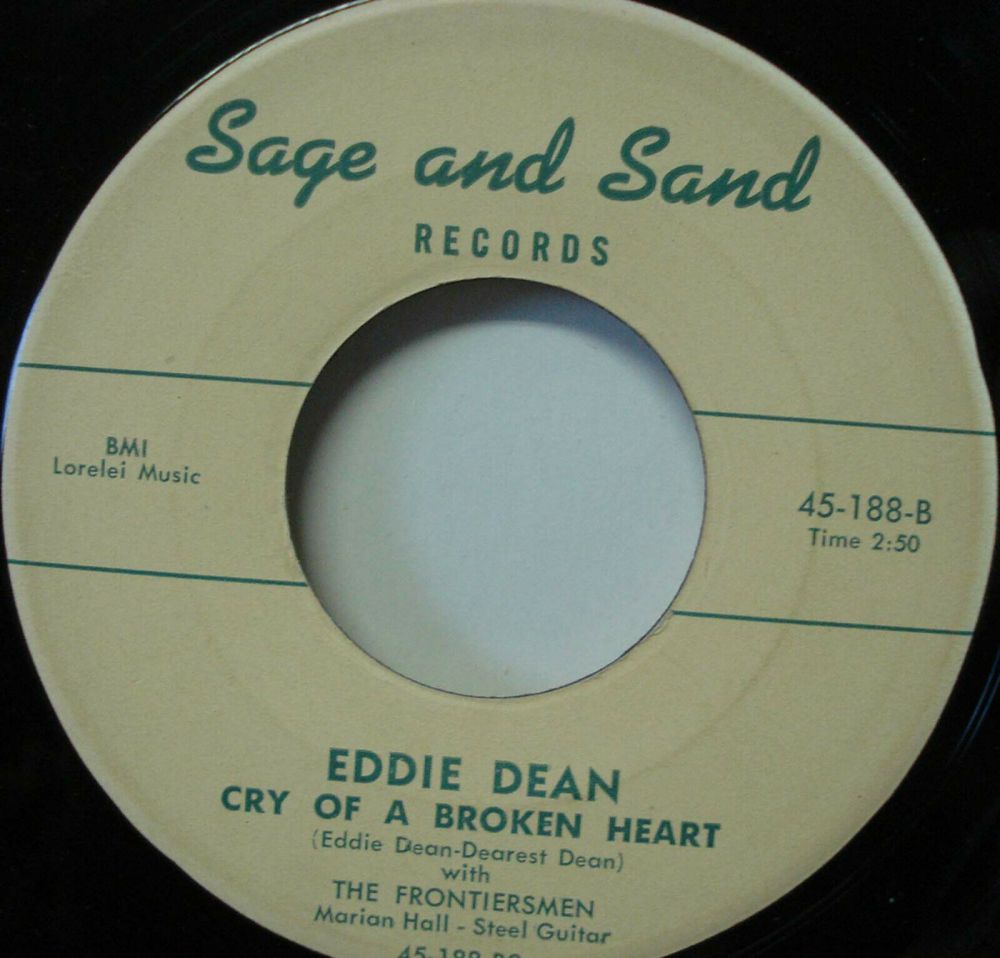 Sage and Sand
RECORDS
BMI
Lorelei Music
45-188-B
Time 2:50
EDDIE DEAN
CRY OF A BROKEN HEART
(Eddie Dean-Dearest Dean)
with
THE FRONTIERSMEN
Marian Hall - Steel Guitar